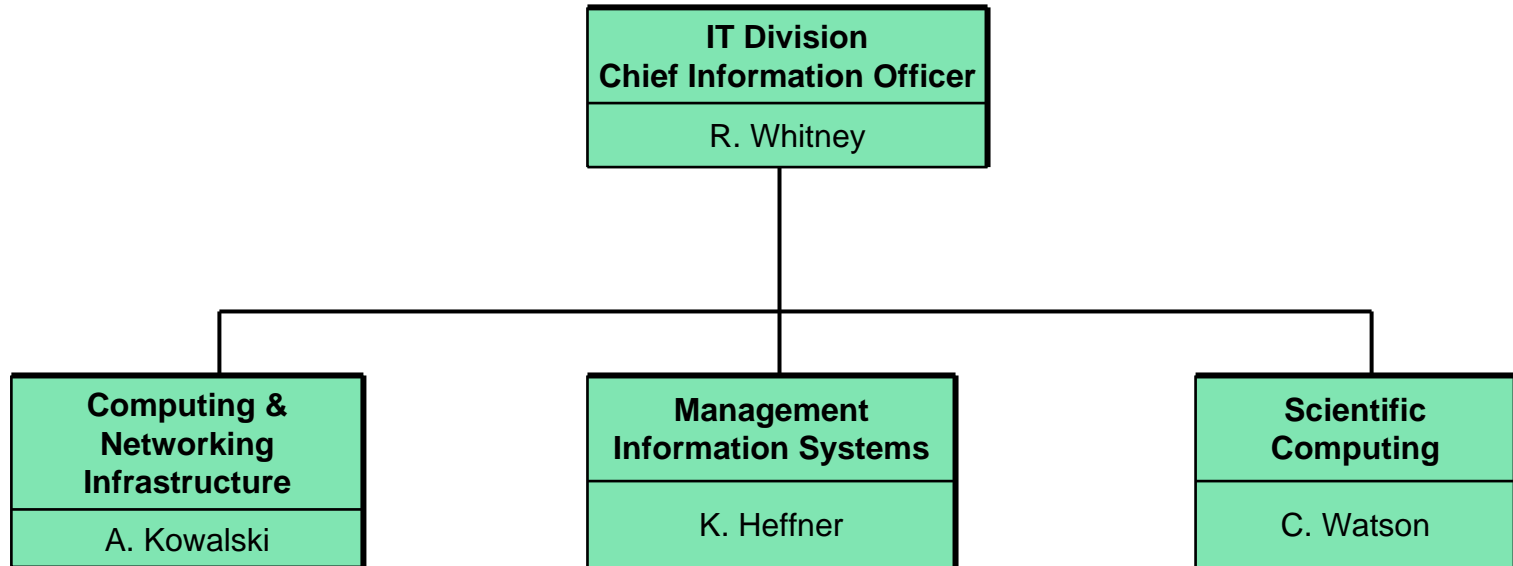 IT Division
Chief Information Officer
R. Whitney
Computing &
Networking
Infrastructure
A. Kowalski
Management
Information Systems
K. Heffner
Scientific
Computing
C. Watson